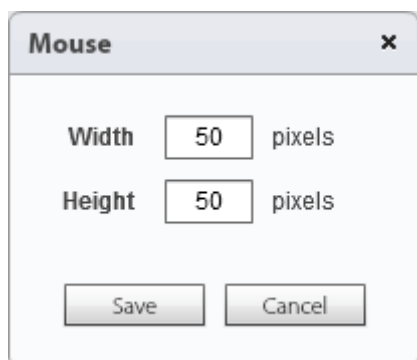 Mouse ×
Width 50 pixels
Height 50 pixels
Save Cancel